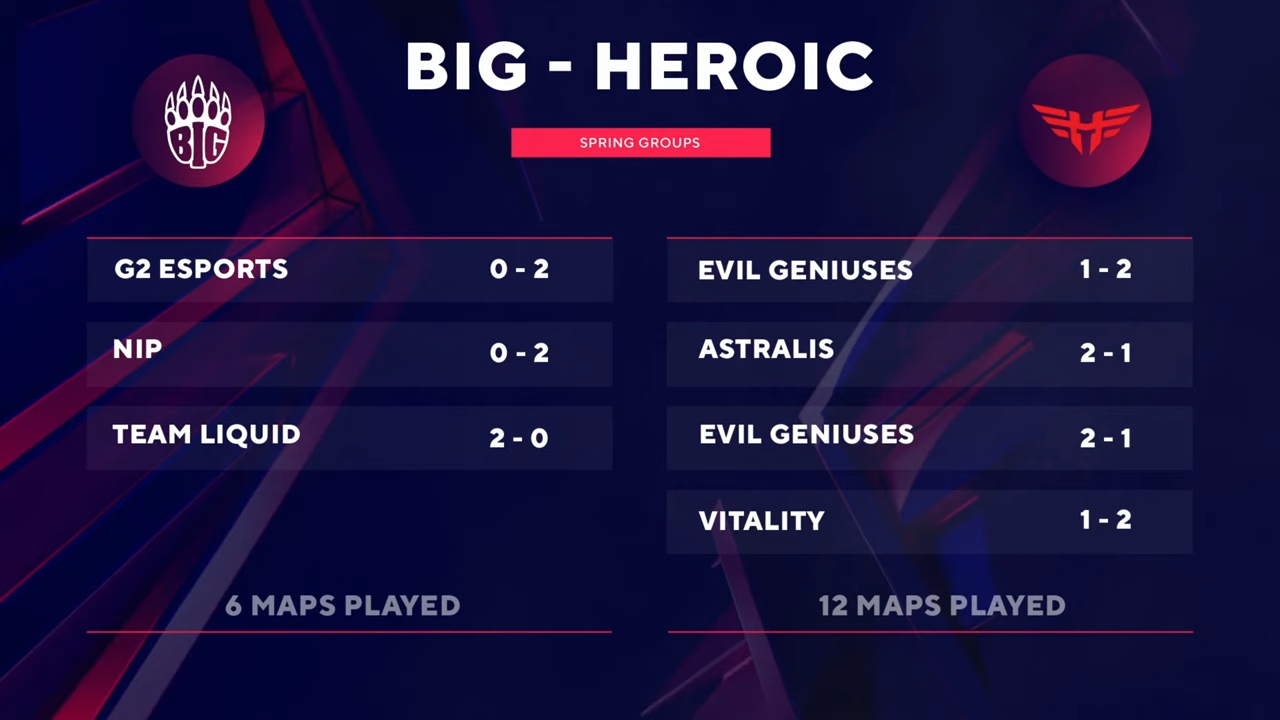 BIG - HEROIC
BIG
SPRING GROUPS
G2 ESPORTS 0 - 2
NIP 0 - 2
TEAM LIQUID 2 - 0
6 MAPS PLAYED
EVIL GENIUSES 1 - 2
ASTRALIS 2 - 1
EVIL GENIUSES 2 - 1
VITALITY 1 - 2
12 MAPS PLAYED